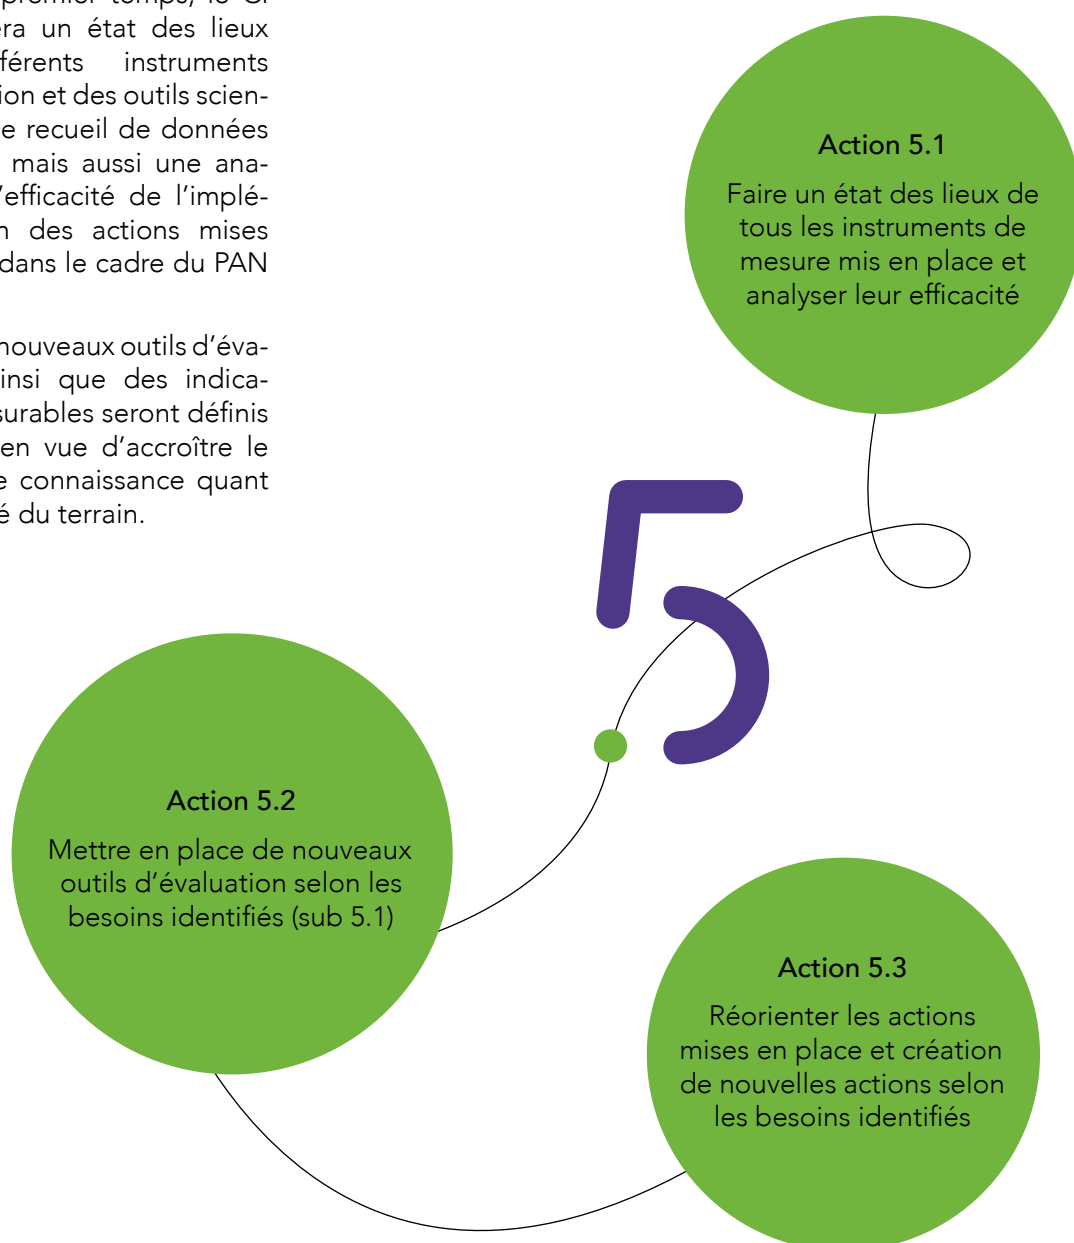 premier temps, le
un état des lieux
instruments
et des outils scien-
recueil de données
mais aussi une ana-
l'efficacité de l'implé-
des actions mises
dans le cadre du PAN
nouveaux outils d'éva-
ainsi que des indica-
seront définis
en vue d'accroître le
connaissance quant
du terrain.
Action 5.1
Faire un état des lieux de
tous les instruments de
mesure mis en place et
analyser leur efficacité
5
Action 5.2
Mettre en place de nouveaux
outils d'évaluation selon les
besoins identifiés (sub 5.1)
Action 5.3
Réorienter les actions
mises en place et création
de nouvelles actions selon
les besoins identifiés